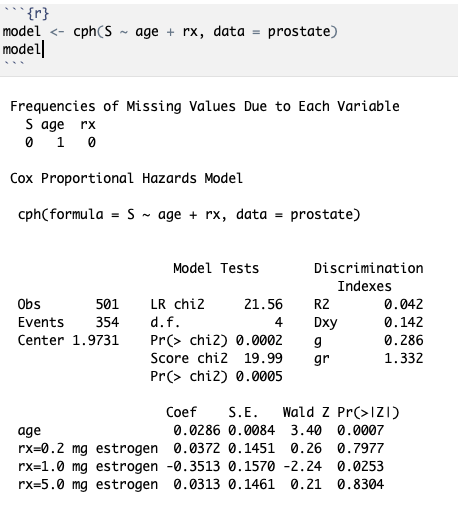 ```{r}
model <- cph(S ~ age + rx, data = prostate)
model
```
Frequencies of Missing Values Due to Each Variable
S age rx
0 1 0
Cox Proportional Hazards Model
cph(formula = S ~ age + rx, data = prostate)
Model Tests Discrimination
Indexes
Obs 501 LR chi2 21.56 R2 0.042
Events 354 d.f. 4 Dxy 0.142
Center 1.9731 Pr(> chi2) 0.0002 g 0.286
Score chi2 19.99 gr 1.332
Pr(> chi2) 0.0005
Coef S.E. Wald Z Pr(>|Z|)
age 0.0286 0.0084 3.40 0.0007
rx=0.2 mg estrogen 0.0372 0.1451 0.26 0.7977
rx=1.0 mg estrogen -0.3513 0.1570 -2.24 0.0253
rx=5.0 mg estrogen 0.0313 0.1461 0.21 0.8304